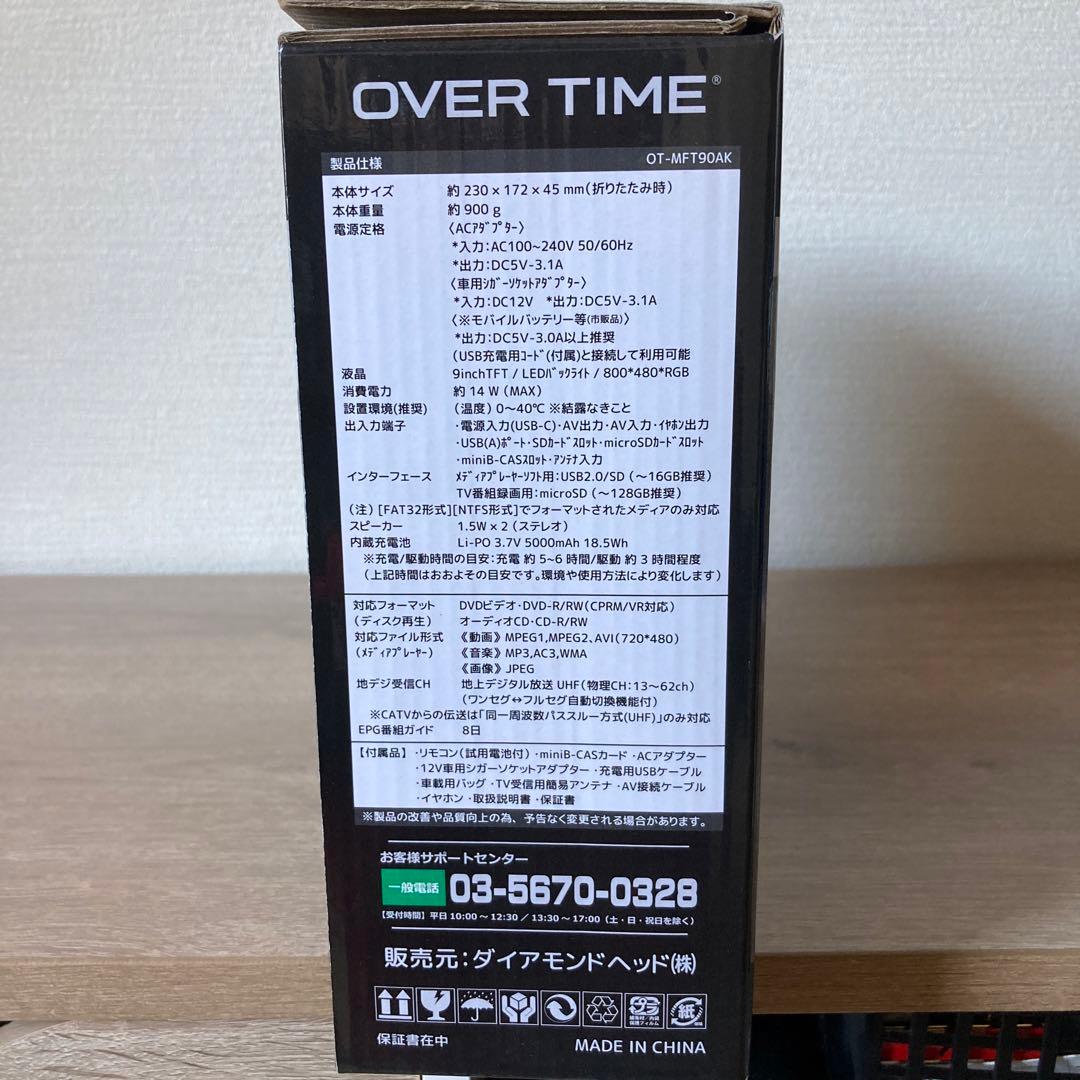 OVER TIME®
製品仕様 OT-MFT90AK
本体サイズ 約 230 × 172 × 45 mm(折りたたみ時)
本体重量 約 900 g
電源定格 〈ACｱﾀﾞﾌﾟﾀｰ〉
*入力:AC100~240V 50/60Hz
*出力:DC5V-3.1A
〈車用ｼｶﾞｰｿｹｯﾄｱﾀﾞﾌﾟﾀｰ〉
*入力:DC12V *出力:DC5V-3.1A
〈※モバイルバッテリー等(市販品)〉
*出力:DC5V-3.0A以上推奨
(USB充電用ｺｰﾄﾞ(付属)と接続して利用可能
液晶 9inchTFT / LEDﾊﾞｯｸﾗｲﾄ / 800*480*RGB
消費電力 約 14 W (MAX)
設置環境(推奨) (温度) 0～40℃ ※結露なきこと
出入力端子 ･電源入力(USB-C)･AV出力･AV入力･ｲﾔﾎﾝ出力
･USB(A)ﾎﾟｰﾄ･SDｶｰﾄﾞｽﾛｯﾄ･microSDｶｰﾄﾞｽﾛｯﾄ
･miniB-CASｽﾛｯﾄ･ｱﾝﾃﾅ入力
インターフェース ﾒﾃﾞｨｱﾌﾟﾚｰﾔｰｿﾌﾄ用:USB2.0/SD (～16GB推奨)
TV番組録画用:microSD (～128GB推奨)
(注) [FAT32形式][NTFS形式]でフォーマットされたメディアのみ対応
スピーカー 1.5W × 2 (ステレオ)
内蔵充電池 Li-PO 3.7V 5000mAh 18.5Wh
※充電/駆動時間の目安:充電 約 5~6 時間/駆動 約 3 時間程度
(上記時間はおおよその目安です。環境や使用方法により変化します)
対応フォーマット DVDビデオ･DVD-R/RW(CPRM/VR対応)
(ディスク再生) オーディオCD･CD-R/RW
対応ファイル形式 《動画》MPEG1,MPEG2、AVI(720*480)
(ﾒﾃﾞｨｱﾌﾟﾚｰﾔｰ) 《音楽》MP3,AC3,WMA
《画像》JPEG
地デジ受信CH 地上デジタル放送 UHF(物理CH:13～62ch)
(ワンセグ↔フルセグ自動切換機能付)
※CATVからの伝送は｢同一周波数パススルー方式(UHF)｣のみ対応
EPG番組ガイド 8日
【付属品】･リモコン(試用電池付)･miniB-CASカード･ACアダプター
･12V車用シガーソケットアダプター･充電用USBケーブル
･車載用バッグ･TV受信用簡易アンテナ･AV接続ケーブル
･イヤホン･取扱説明書･保証書
※製品の改善や品質向上の為、予告なく変更される場合があります。
お客様サポートセンター
一般電話 03-5670-0328
【受付時間】平日 10:00 ～ 12:30 / 13:30 ～ 17:00 (土・日・祝日を除く)
販売元:ダイアモンドヘッド㈱
プラ 紙
保証書在中 MADE IN CHINA